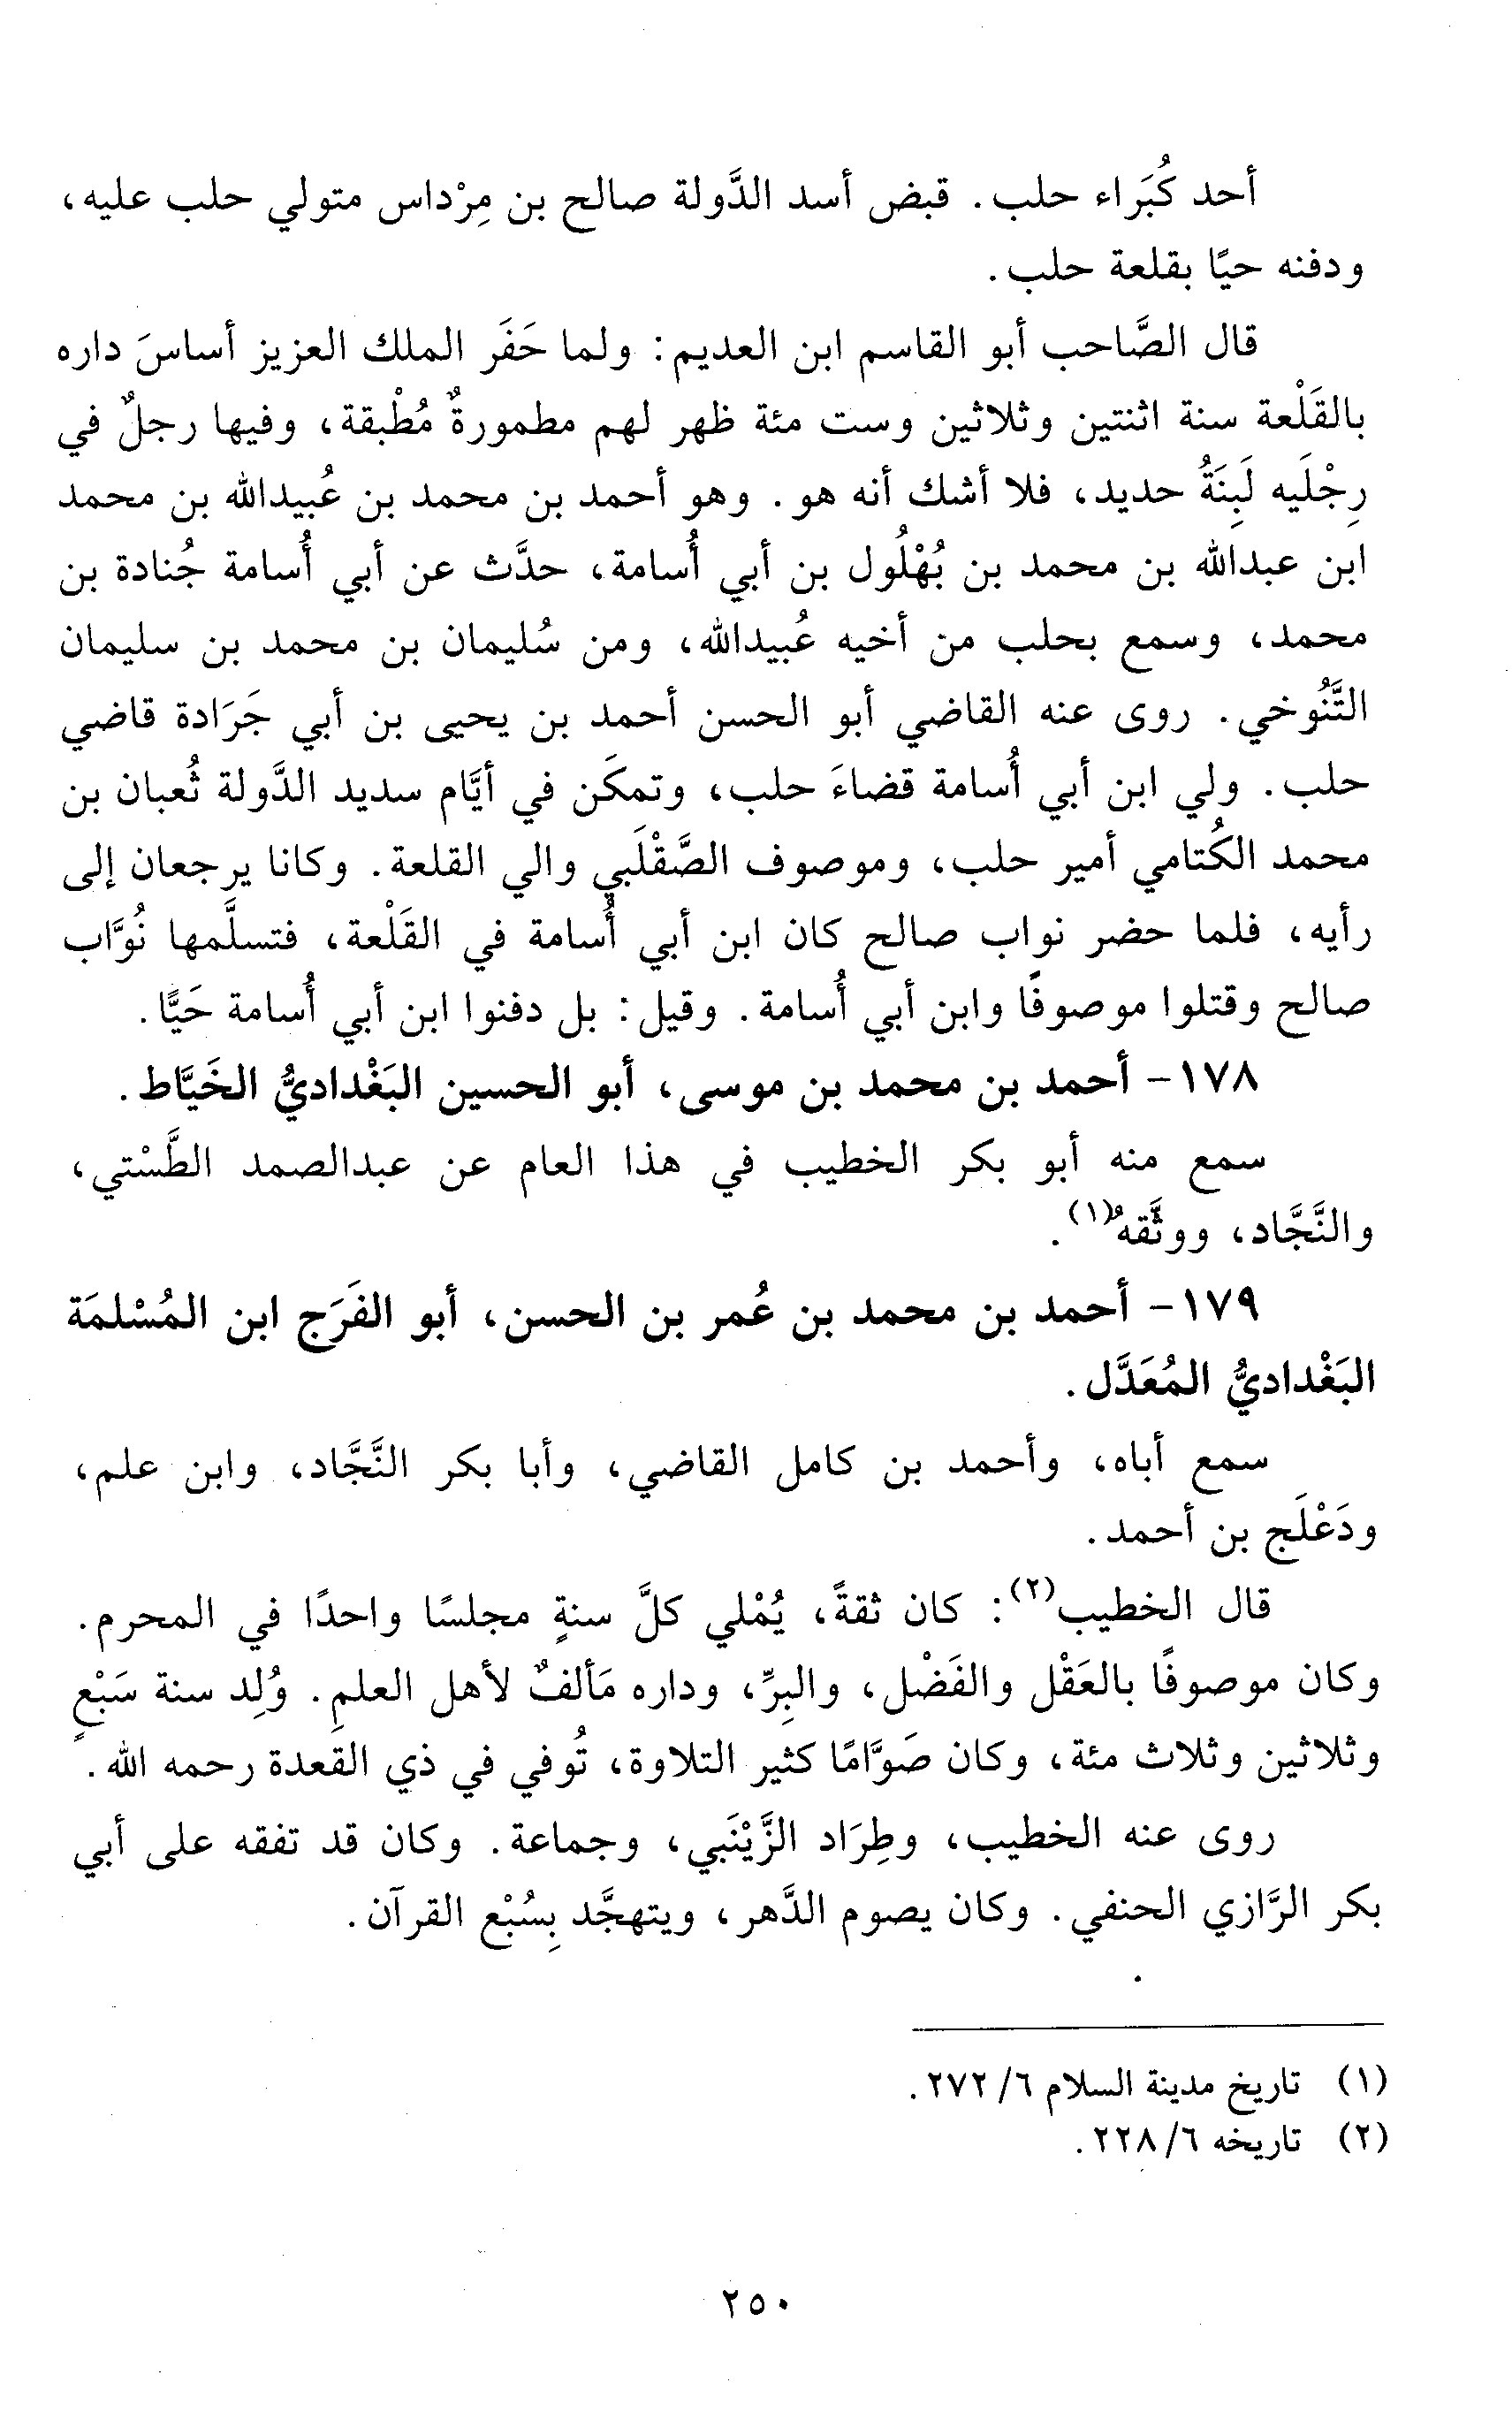 أحد كُبَراء حلب. قبض أسد الدَّولة صالح بن مِرْداس متولي حلب عليه،
ودفنه حيًا بقلعة حلب.
قال الصَّاحب أبو القاسم ابن العديم: ولما حَفَر الملك العزيز أساسَ داره
بالقَلْعة سنة اثنتين وثلاثين وست مئة ظهر لهم مطمورةٌ مُطْبقة، وفيها رجلٌ في
رِجْلَيه لَبِنَةُ حديد، فلا أشك أنه هو. وهو أحمد بن محمد بن عُبيدالله بن محمد
ابن عبدالله بن محمد بن بُهْلُول بن أبي أُسامة، حدَّث عن أبي أُسامة جُنادة بن
محمد، وسمع بحلب من أخيه عُبيدالله، ومن سُليمان بن محمد بن سليمان
التَّنُوخي. روى عنه القاضي أبو الحسن أحمد بن يحيى بن أبي جَرَادة قاضي
حلب. ولي ابن أبي أُسامة قضاءَ حلب، وتمكَن في أيَّام سديد الدَّولة ثُعبان بن
محمد الكُتامي أمير حلب، وموصوف الصَّقْلَبي والي القلعة. وكانا يرجعان إلى
رأيه، فلما حضر نواب صالح كان ابن أبي أُسامة في القَلْعة، فتسلَّمها نُوَّاب
صالح وقتلوا موصوفًا وابن أبي أُسامة. وقيل: بل دفنوا ابن أبي أُسامة حَيًّا.
١٧٨- أحمد بن محمد بن موسى، أبو الحسين البَغْداديُّ الخَيَّاط.
سمع منه أبو بكر الخطيب في هذا العام عن عبدالصمد الطَّسْتي،
والنَّجَّاد، ووثَّقهُ(١).
١٧٩- أحمد بن محمد بن عُمر بن الحسن، أبو الفَرَج ابن المُسْلمَة
البَغْداديُّ المُعَدَّل.
سمع أباه، وأحمد بن كامل القاضي، وأبا بكر النَّجَّاد، وابن علم،
ودَعْلَج بن أحمد.
قال الخطيب(٢): كان ثقةً، يُمْلي كلَّ سنةٍ مجلسًا واحدًا في المحرم.
وكان موصوفًا بالعَقْل والفَضْل، والبِرِّ، وداره مَألفٌ لأهل العلمِ. وُلِد سنة سَبْعٍ
وثلاثين وثلاث مئة، وكان صَوَّامًا كثير التلاوة، تُوفي في ذي القعدة رحمه الله.
روى عنه الخطيب، وطِرَاد الزَّيْنَبي، وجماعة. وكان قد تفقه على أبي
بكر الرَّازي الحنفي. وكان يصوم الدَّهر، ويتهجَّد بِسُبْع القرآن.
(١) تاريخ مدينة السلام ٦/ ٢٧٢.
(٢) تاريخه ٦/ ٢٢٨.
٢٥٠